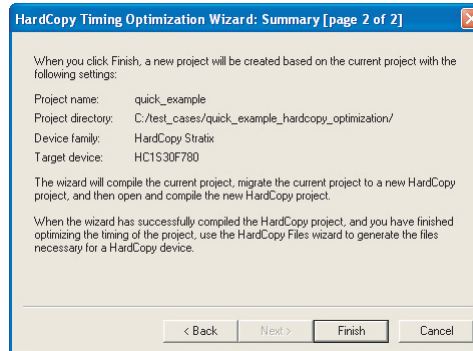 HardCopy Timing Optimization Wizard: Summary [page 2 of 2]
When you click Finish, a new project will be created based on the current project with the
following settings:
Project name: quick_example
Project directory: C:/test_cases/quick_example_hardcopy_optimization/
Device family: HardCopy Stratix
Target device: HC1S30F780
The wizard will compile the current project, migrate the current project to a new HardCopy
project, and then open and compile the new HardCopy project.
When the wizard has successfully compiled the HardCopy project, and you have finished
optimizing the timing of the project, use the HardCopy Files wizard to generate the files
necessary for a HardCopy device.
< Back Next > Finish Cancel